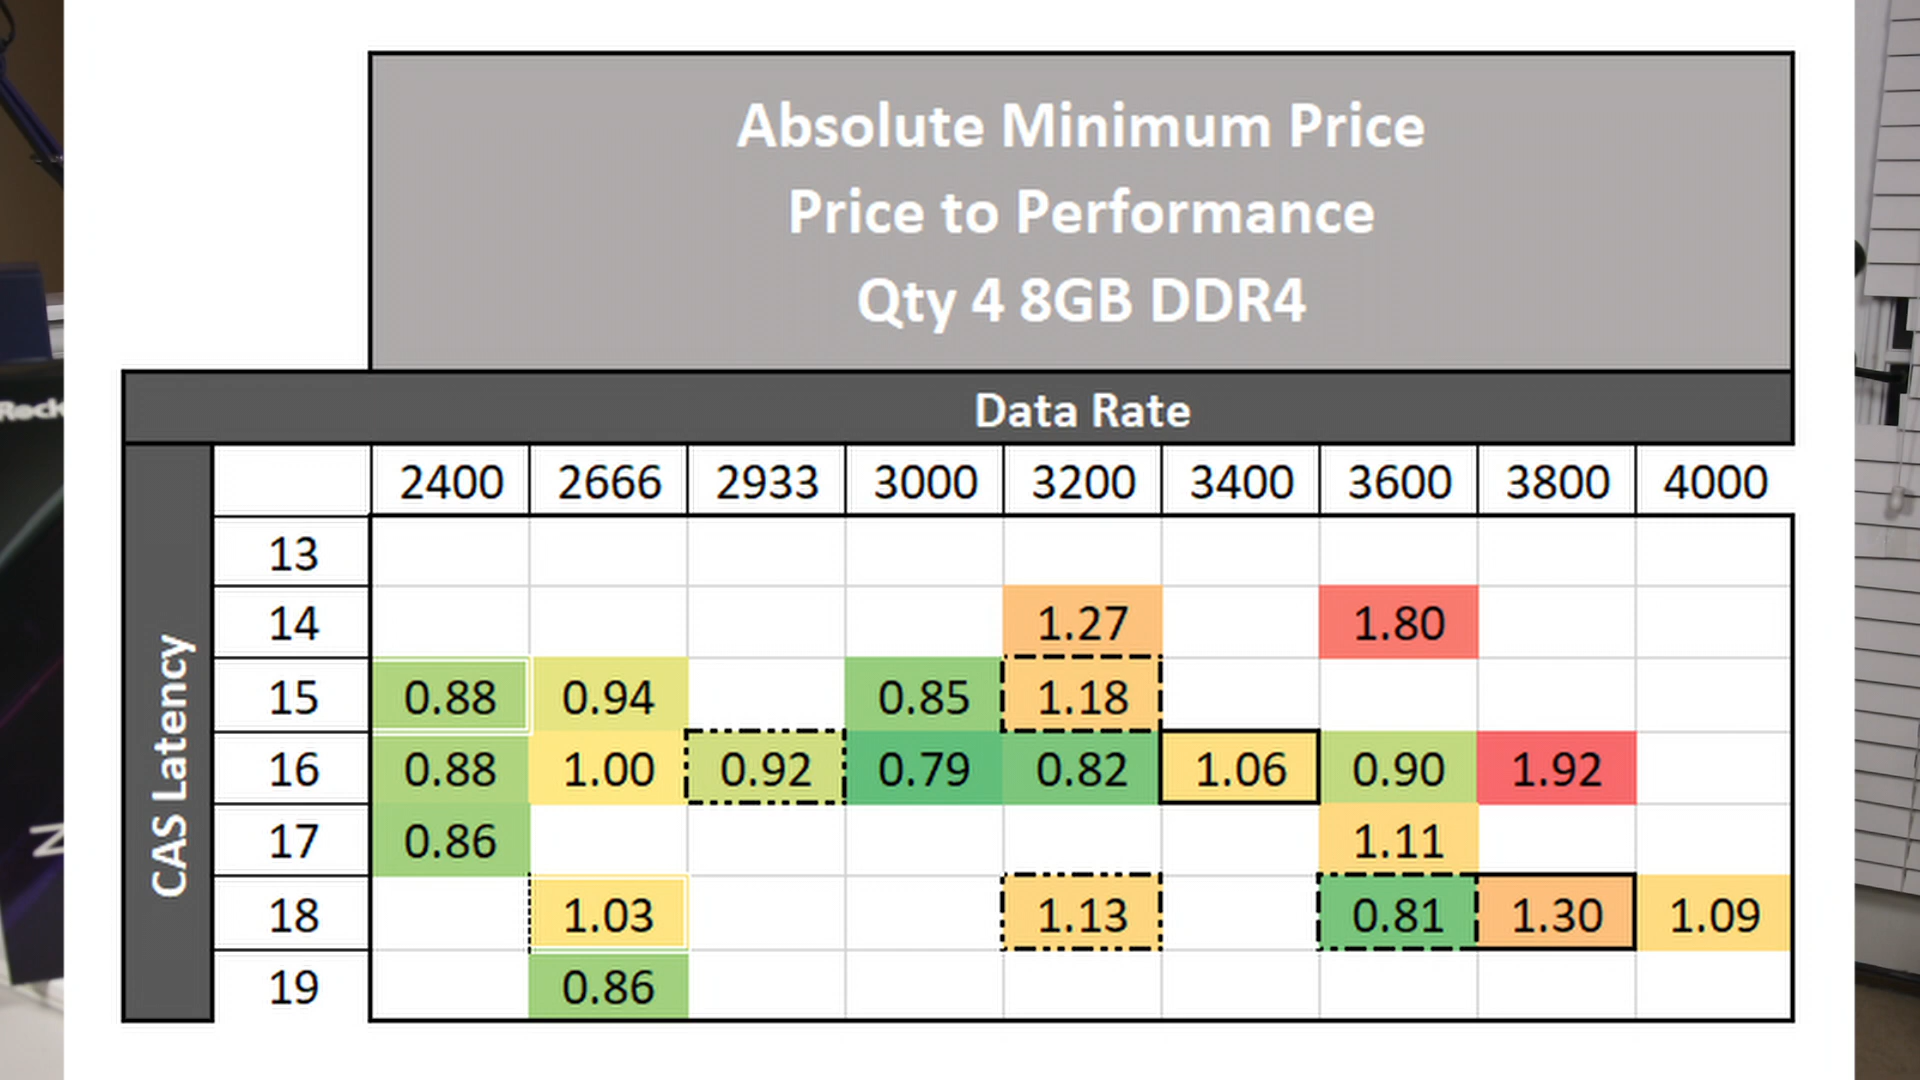 Absolute Minimum Price
Price to Performance
Qty 4 8GB DDR4
Data Rate
CAS Latency
2400 2666 2933 3000 3200 3400 3600 3800 4000
13
14 1.27 1.80
15 0.88 0.94 0.85 1.18
16 0.88 1.00 0.92 0.79 0.82 1.06 0.90 1.92
17 0.86 1.11
18 1.03 1.13 0.81 1.30 1.09
19 0.86
Rock